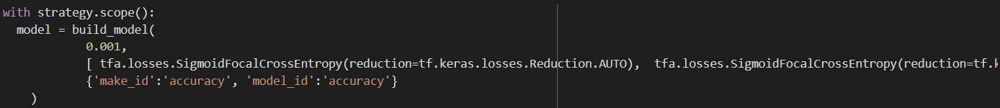 with strategy.scope():
model = build_model(
0.001,
[ tfa.losses.SigmoidFocalCrossEntropy(reduction=tf.keras.losses.Reduction.AUTO),  tfa.losses.SigmoidFocalCrossEntropy(reduction=tf.k
{'make_id':'accuracy', 'model_id':'accuracy'}
)